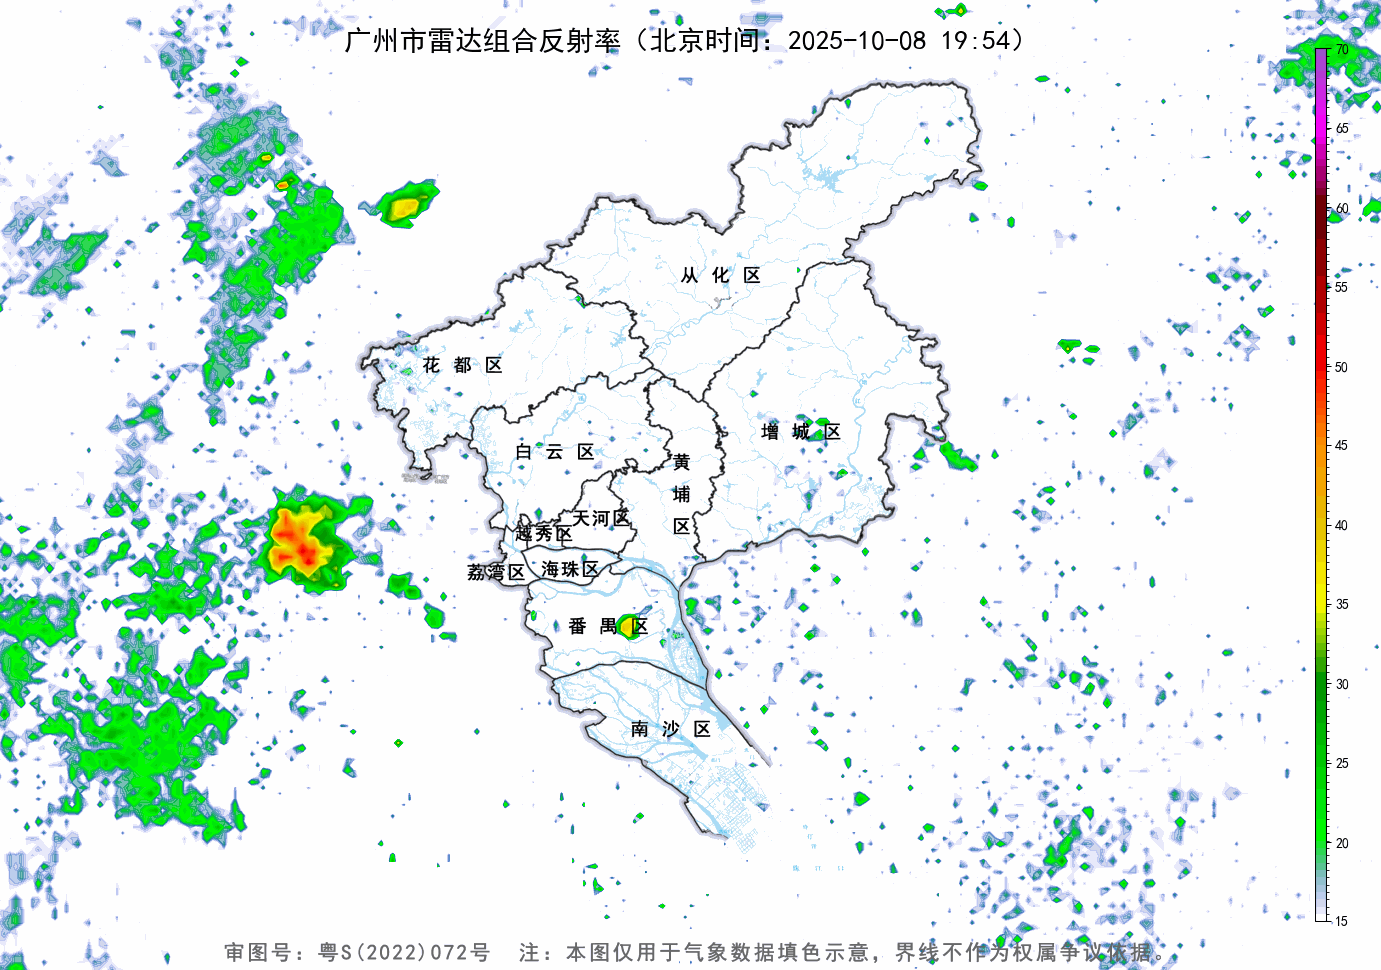 广州市雷达组合反射率（北京时间：2025-10-08 19:54）
70
65
60
55
50
45
40
35
30
25
20
15
从化区
花都区
增城区
白云区
黄埔区
天河区
越秀区
海珠区
荔湾区
番禺区
南沙区
审图号：粤S(2022)072号 注：本图仅用于气象数据填色示意，界线不作为权属争议依据。